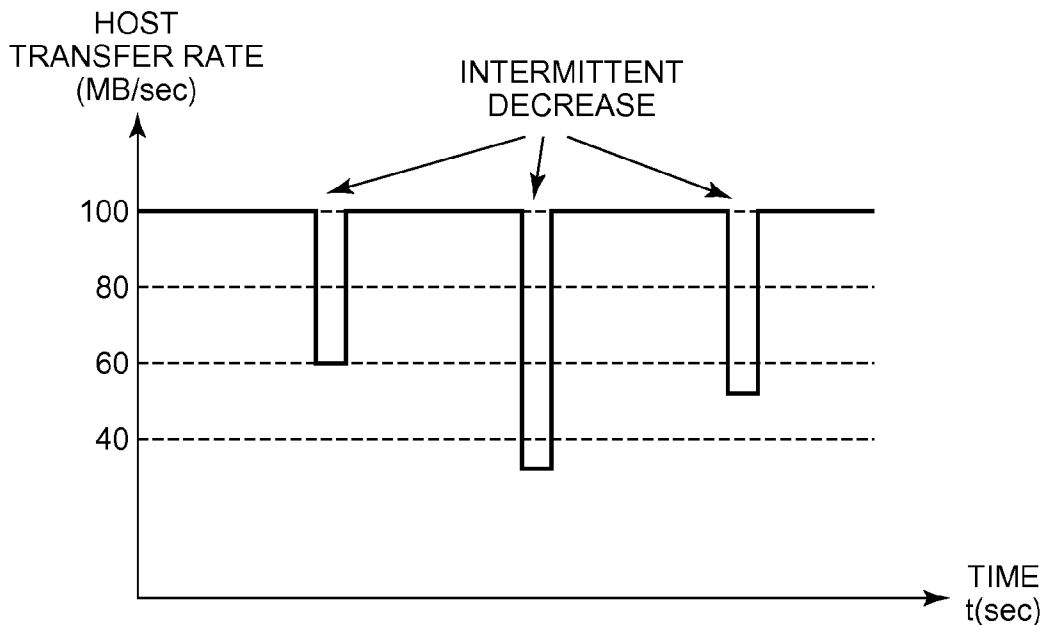 HOST
TRANSFER RATE
(MB/sec)
INTERMITTENT
DECREASE
100
80
60
40
TIME
t(sec)